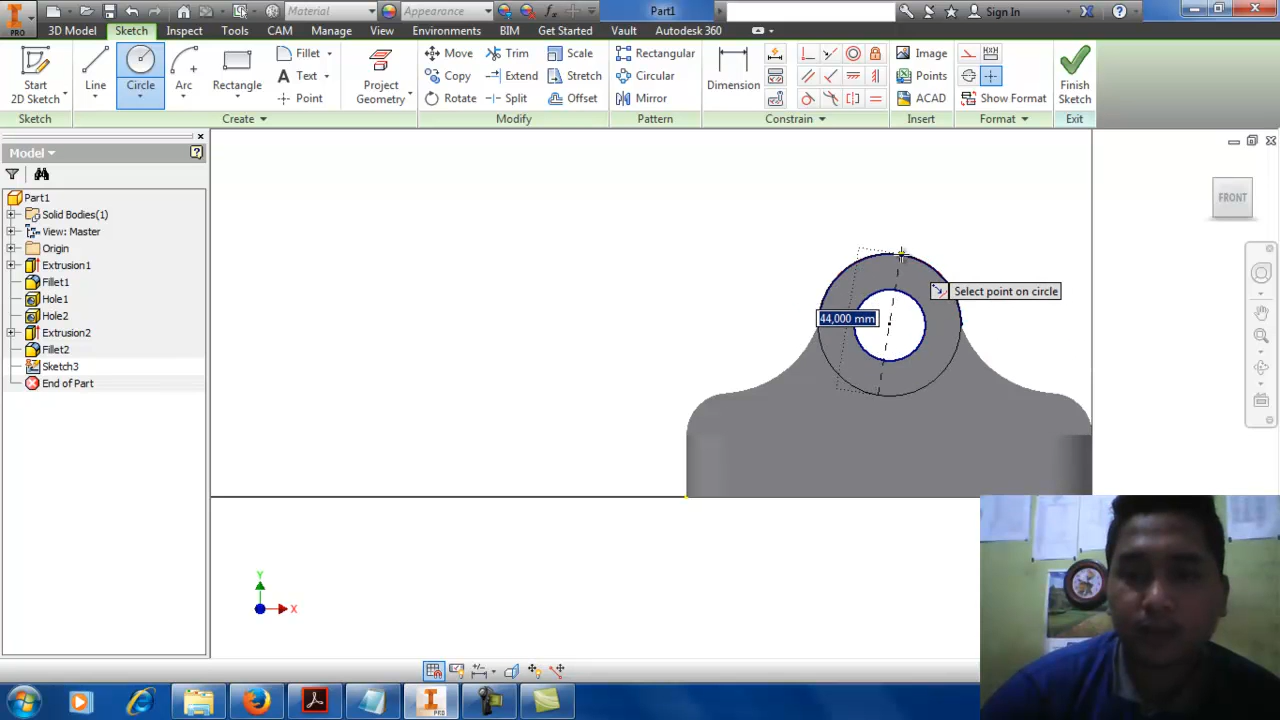 Material
Appearance
Part1
Sign In
PRO
3D Model Sketch Inspect Tools CAM Manage View Environments BIM Get Started Vault Autodesk 360
Start
2D Sketch
Line
Circle
Arc
Rectangle
Fillet
Text
Point
Project
Geometry
Move
Copy
Rotate
Trim
Extend
Split
Scale
Stretch
Offset
Rectangular
Circular
Mirror
Dimension
Image
Points
ACAD
Show Format
Finish
Sketch
Sketch Create Modify Pattern Constrain Insert Format Exit
Model
Part1
Solid Bodies(1)
View: Master
Origin
Extrusion1
Fillet1
Hole1
Hole2
Extrusion2
Fillet2
Sketch3
End of Part
FRONT
Select point on circle
44,000 mm
Y
X
PRO